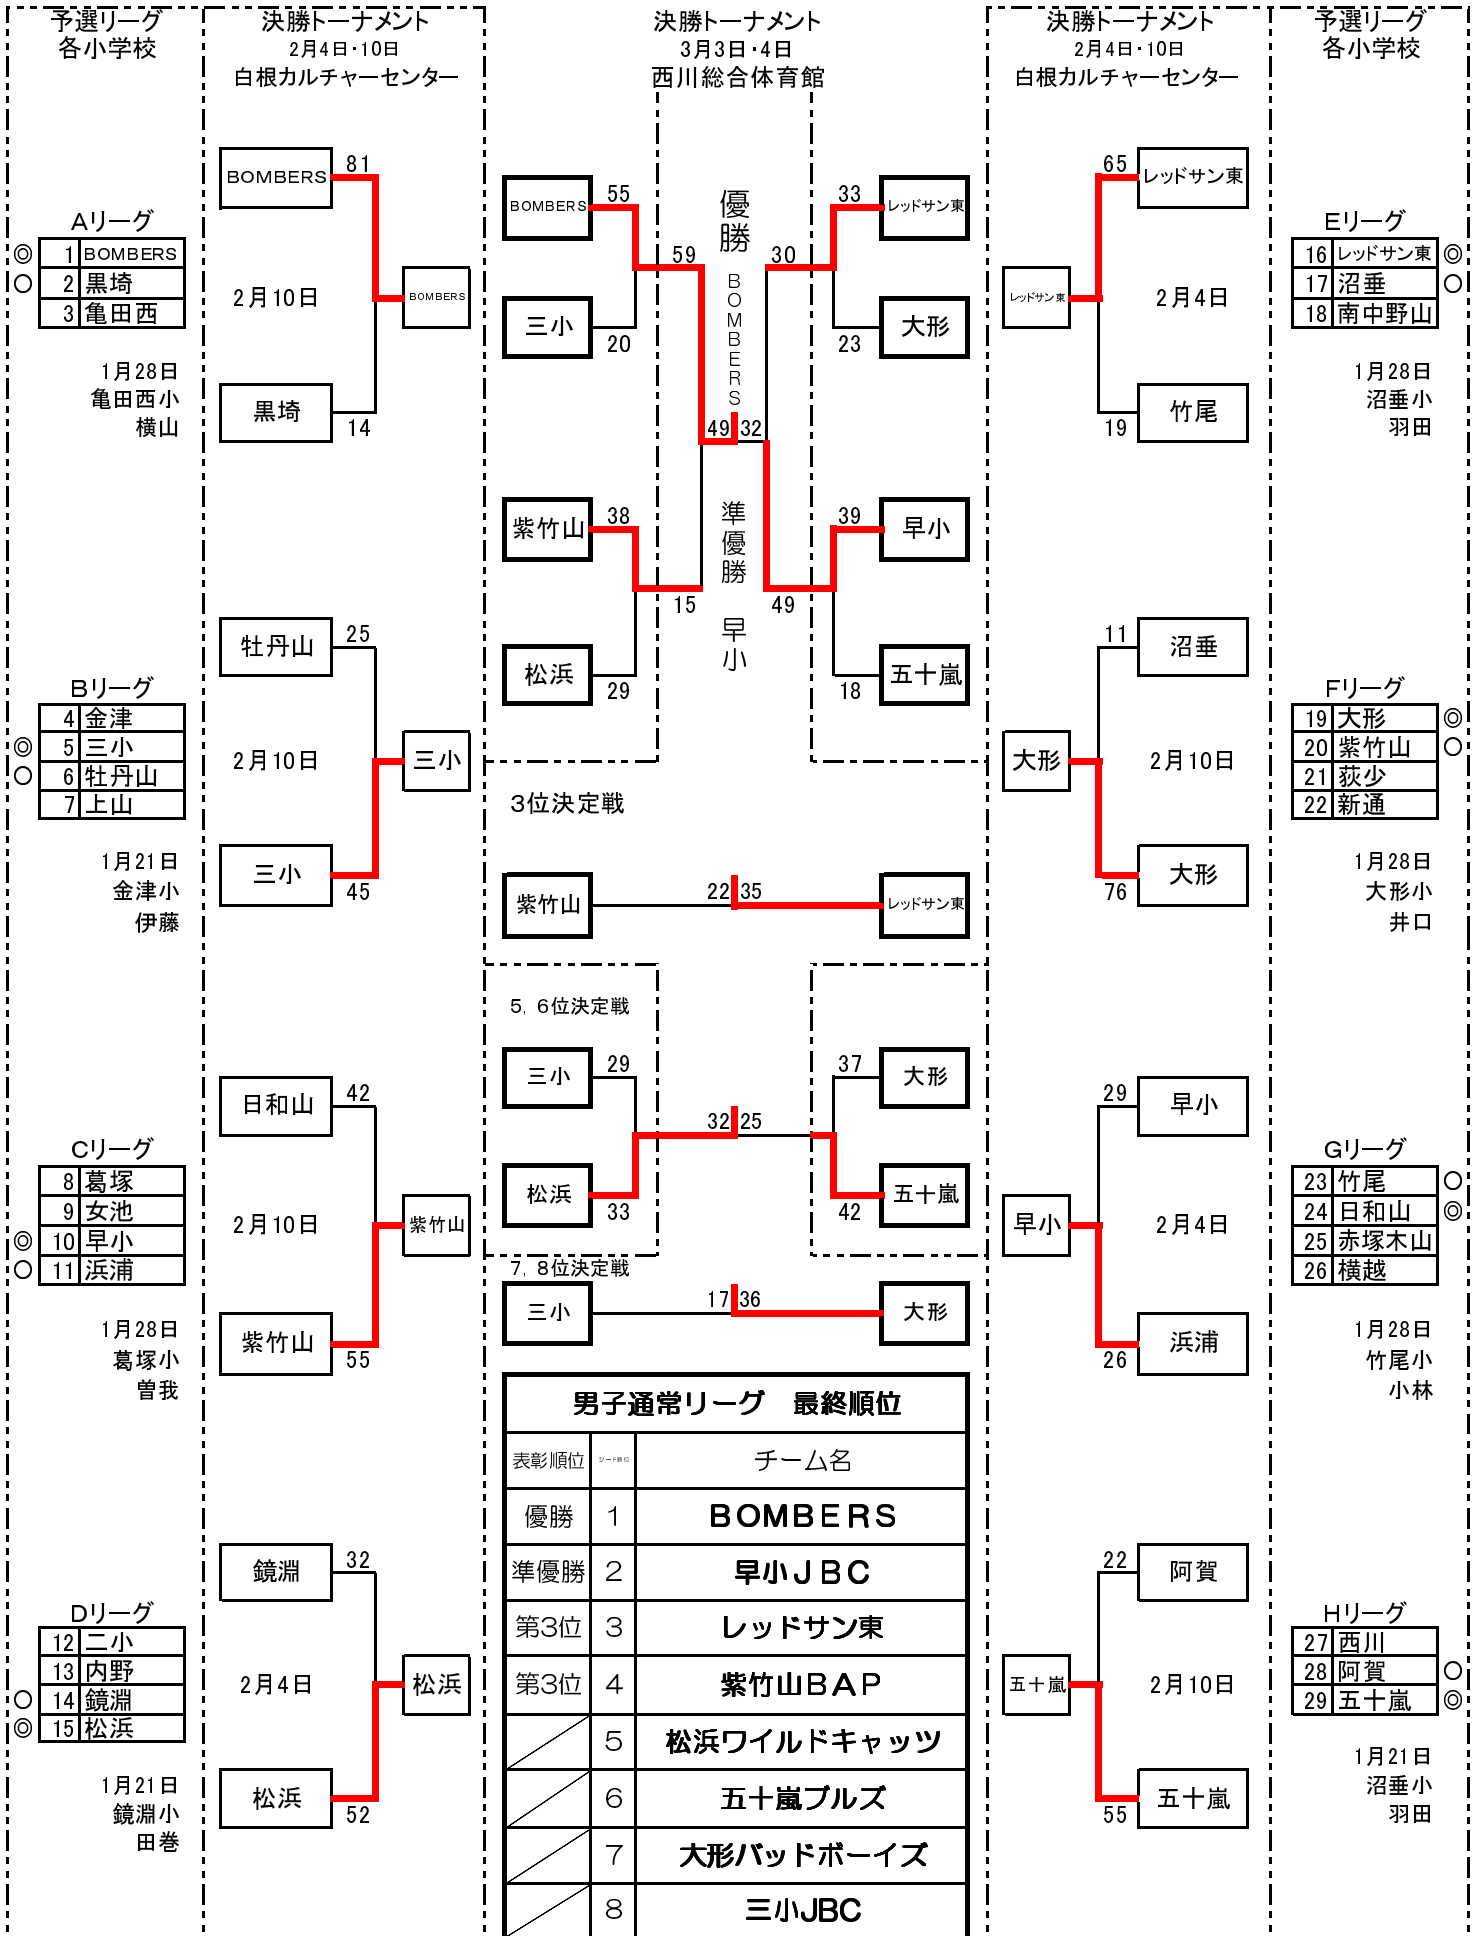 予選リーグ
各小学校
決勝トーナメント
2月4日・10日
白根カルチャーセンター
決勝トーナメント
3月3日・4日
西川総合体育館
決勝トーナメント
2月4日・10日
白根カルチャーセンター
予選リーグ
各小学校
Aリーグ
◎ 1 BOMBERS
○ 2 黒埼
3 亀田西
1月28日
亀田西小
横山
Bリーグ
4 金津
◎ 5 三小
○ 6 牡丹山
7 上山
1月21日
金津小
伊藤
Cリーグ
8 葛塚
9 女池
◎ 10 早小
○ 11 浜浦
1月28日
葛塚小
曽我
Dリーグ
12 二小
13 内野
○ 14 鏡淵
◎ 15 松浜
1月21日
鏡淵小
田巻
BOMBERS 81
2月10日
BOMBERS
黒埼 14
牡丹山 25
2月10日
三小
三小 45
日和山 42
2月10日
紫竹山
紫竹山 55
鏡淵 32
2月4日
松浜
松浜 52
BOMBERS 55
59
三小 20
紫竹山 38
15
松浜 29
優勝
BOMBERS
49 32
準優勝
早小
33 レッドサン東
30
23 大形
39 早小
49
18 五十嵐
3位決定戦
紫竹山 22 35 レッドサン東
5, 6位決定戦
三小 29
37 大形
32 25
松浜 33
42 五十嵐
7, 8位決定戦
三小 17 36 大形
男子通常リーグ 最終順位
表彰順位 シード順位 チーム名
優勝 1 BOMBERS
準優勝 2 早小JBC
第3位 3 レッドサン東
第3位 4 紫竹山BAP
5 松浜ワイルドキャッツ
6 五十嵐ブルズ
7 大形バッドボーイズ
8 三小JBC
65 レッドサン東
レッドサン東
2月4日
19 竹尾
11 沼垂
大形
2月10日
76 大形
29 早小
早小
2月4日
26 浜浦
22 阿賀
五十嵐
2月10日
55 五十嵐
Eリーグ
16 レッドサン東 ◎
17 沼垂 ○
18 南中野山
1月28日
沼垂小
羽田
Fリーグ
19 大形 ◎
20 紫竹山 ○
21 荻少
22 新通
1月28日
大形小
井口
Gリーグ
23 竹尾 ○
24 日和山 ◎
25 赤塚木山
26 横越
1月28日
竹尾小
小林
Hリーグ
27 西川
28 阿賀 ○
29 五十嵐 ◎
1月21日
沼垂小
羽田